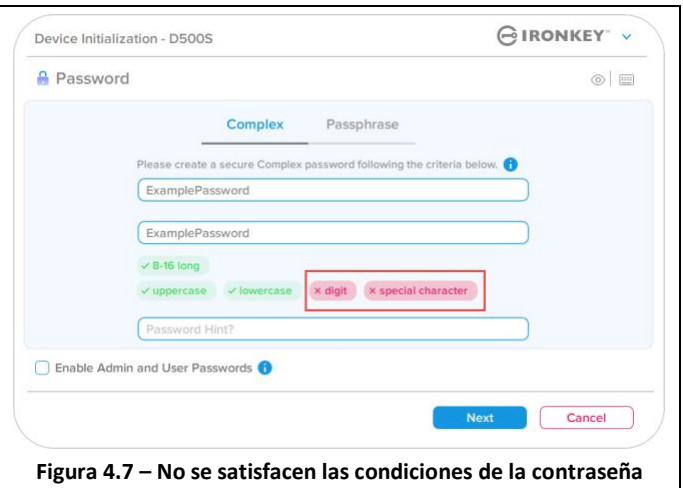 Device Initialization - D500S
IRONKEY™
Password
Complex Passphrase
Please create a secure Complex password following the criteria below.
ExamplePassword
ExamplePassword
✓ 8-16 long
✓ uppercase ✓ lowercase × digit × special character
Password Hint?
Enable Admin and User Passwords
Next Cancel
Figura 4.7 – No se satisfacen las condiciones de la contraseña